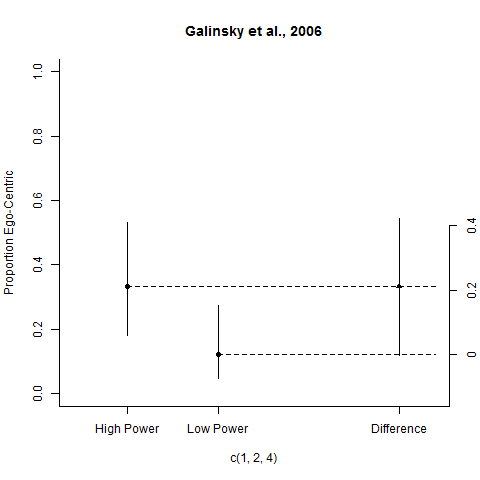 Galinsky et al., 2006
Proportion Ego-Centric
1.0
0.8
0.6
0.4
0.2
0.0
0.4
0.2
0
High Power
Low Power
Difference
c(1, 2, 4)